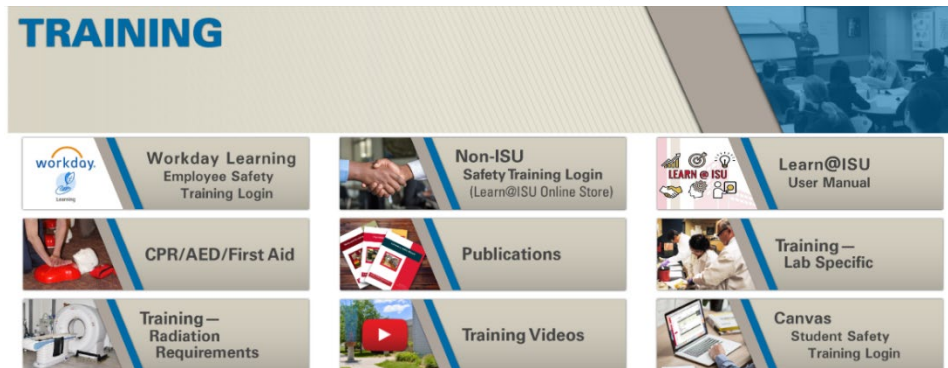 TRAINING
workday.
Learning
Workday Learning
Employee Safety
Training Login
Non-ISU
Safety Training Login
(Learn@ISU Online Store)
LEARN @ ISU
Learn@ISU
User Manual
CPR/AED/First Aid
Publications
Training—
Lab Specific
Training—
Radiation
Requirements
Training Videos
Canvas
Student Safety
Training Login